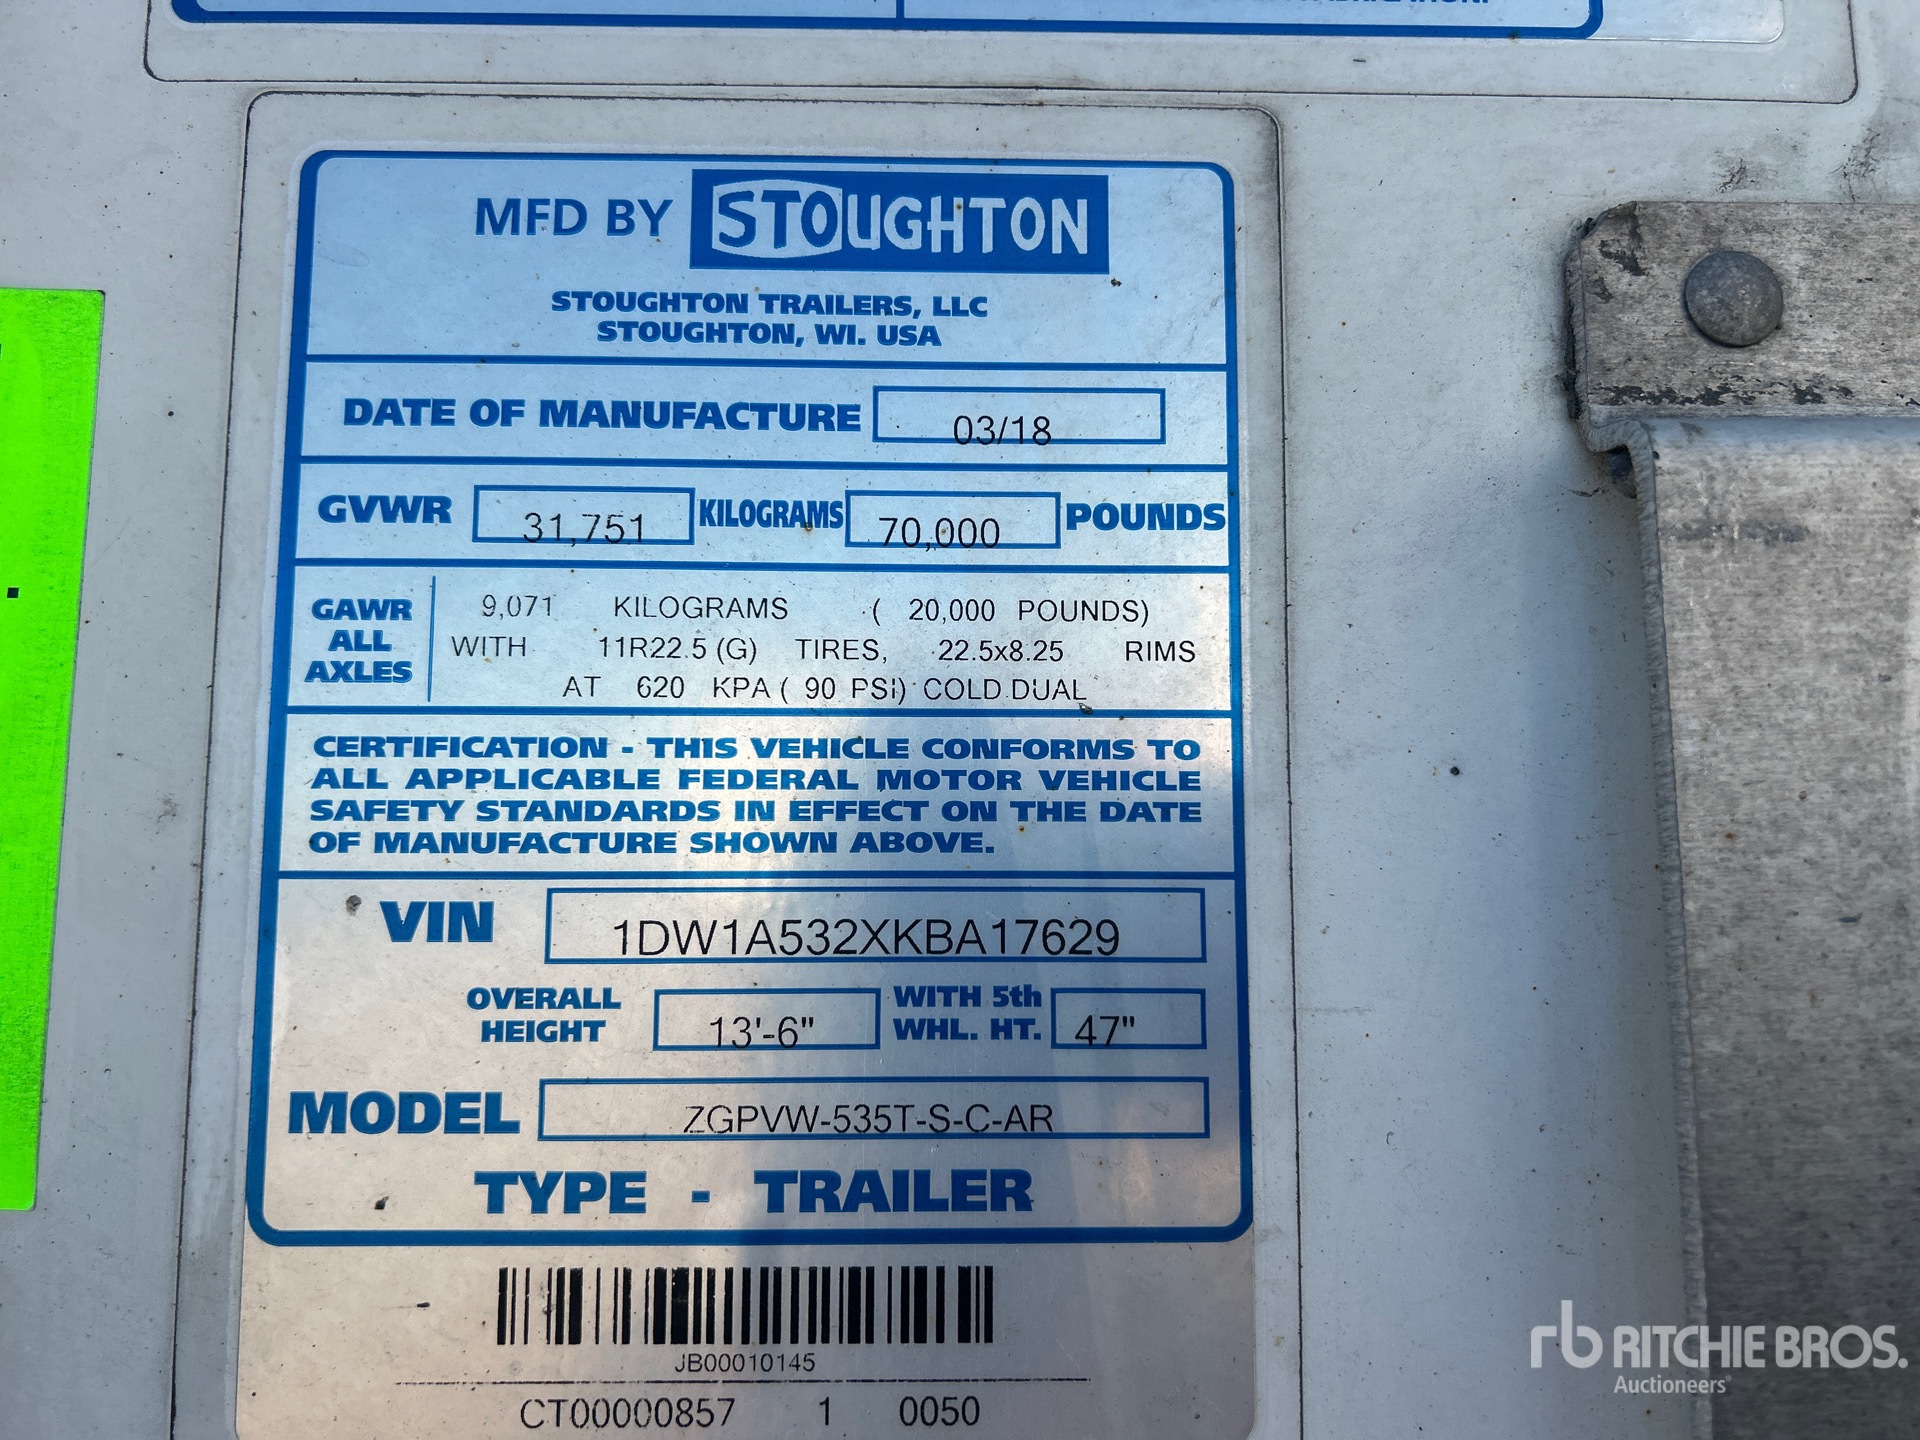 MFD BY STOUGHTON
STOUGHTON TRAILERS, LLC
STOUGHTON, WI. USA
DATE OF MANUFACTURE 03/18
GVWR 31,751 KILOGRAMS 70,000 POUNDS
GAWR ALL AXLES
9,071 KILOGRAMS ( 20,000 POUNDS)
WITH 11R22.5 (G) TIRES, 22.5x8.25 RIMS
AT 620 KPA ( 90 PSI) COLD DUAL
CERTIFICATION - THIS VEHICLE CONFORMS TO
ALL APPLICABLE FEDERAL MOTOR VEHICLE
SAFETY STANDARDS IN EFFECT ON THE DATE
OF MANUFACTURE SHOWN ABOVE.
VIN 1DW1A532XKBA17629
OVERALL HEIGHT 13'-6" WITH 5th WHL. HT. 47"
MODEL ZGPVW-535T-S-C-AR
TYPE - TRAILER
JB00010145
CT00000857 1 0050
rb RITCHIE BROS.
Auctioneers